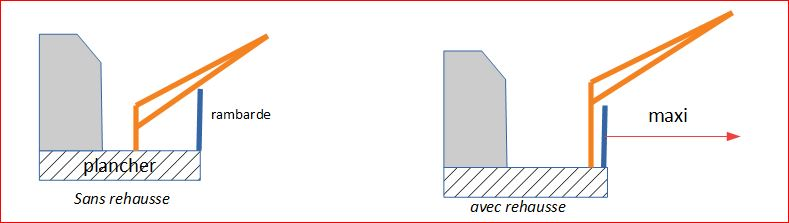 rambarde
plancher
Sans rehausse
maxi
avec rehausse